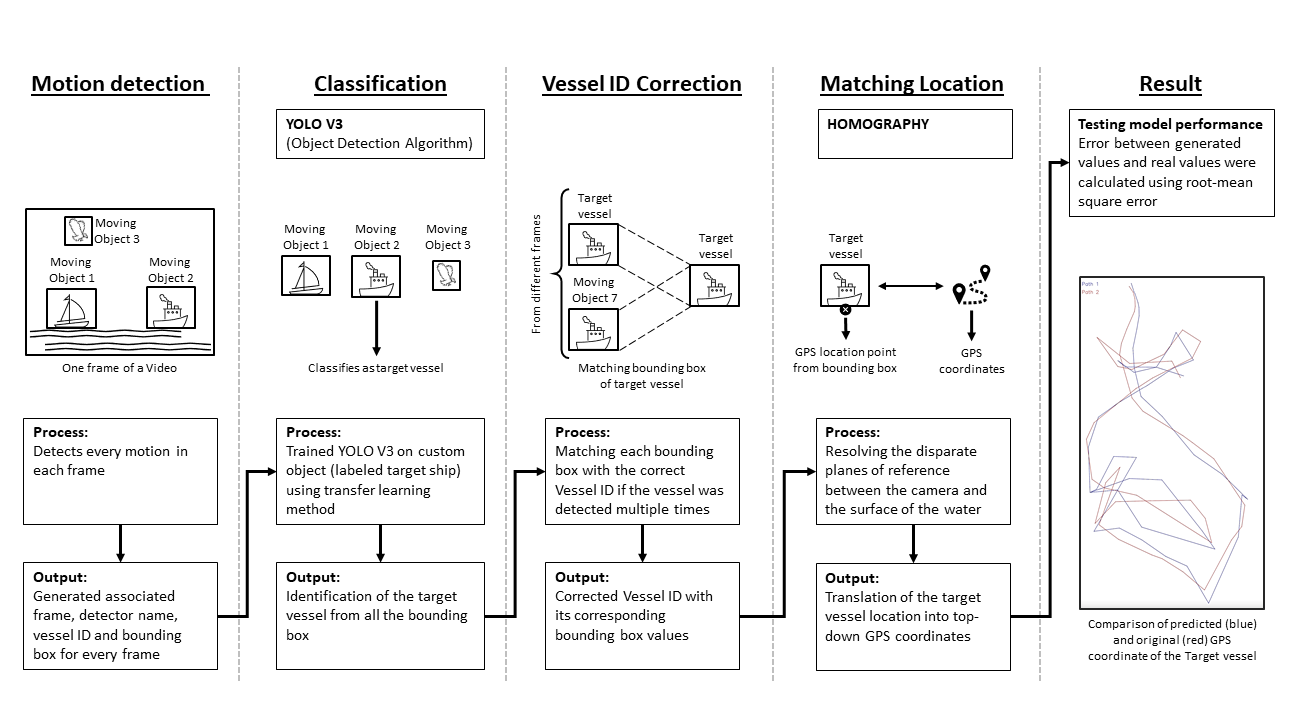 Motion detection
Moving
Object 3
Moving
Object 1
Moving
Object 2
One frame of a Video
Process:
Detects every motion in
each frame
Output:
Generated associated
frame, detector name,
vessel ID and bounding
box for every frame
Classification
YOLO V3
(Object Detection Algorithm)
Moving
Object 1
Moving
Object 2
Moving
Object 3
Classifies as target vessel
Process:
Trained YOLO V3 on custom
object (labeled target ship)
using transfer learning
method
Output:
Identification of the target
vessel from all the bounding
box
Vessel ID Correction
From different frames
Target
vessel
Moving
Object 7
Target
vessel
Matching bounding box
of target vessel
Process:
Matching each bounding
box with the correct
Vessel ID if the vessel was
detected multiple times
Output:
Corrected Vessel ID with
its corresponding
bounding box values
Matching Location
HOMOGRAPHY
Target
vessel
GPS location point
from bounding box
GPS
coordinates
Process:
Resolving the disparate
planes of reference
between the camera and
the surface of the water
Output:
Translation of the target
vessel location into top-
down GPS coordinates
Result
Testing model performance
Error between generated
values and real values were
calculated using root-mean
square error
Path 1
Path 2
Comparison of predicted (blue)
and original (red) GPS
coordinate of the Target vessel